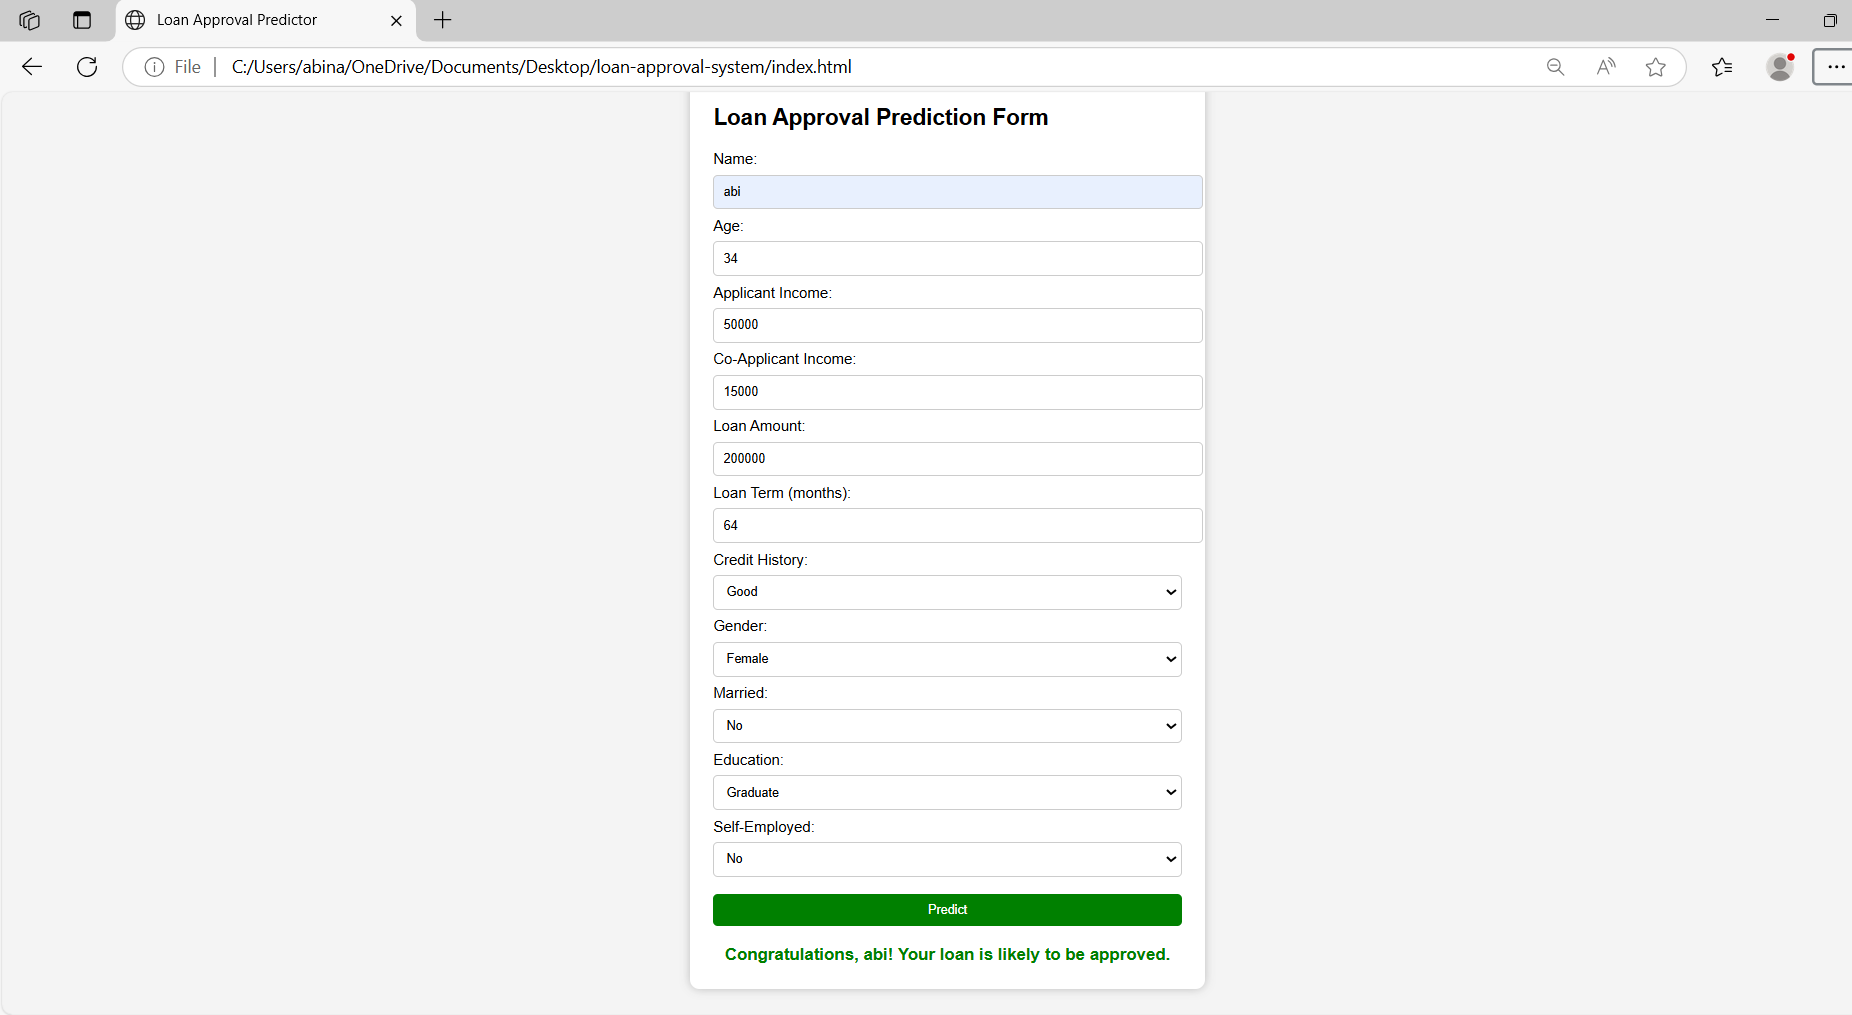 Loan Approval Predictor
File
C:/Users/abina/OneDrive/Documents/Desktop/loan-approval-system/index.html
Loan Approval Prediction Form
Name:
abi
Age:
34
Applicant Income:
50000
Co-Applicant Income:
15000
Loan Amount:
200000
Loan Term (months):
64
Credit History:
Good
Gender:
Female
Married:
No
Education:
Graduate
Self-Employed:
No
Predict
Congratulations, abi! Your loan is likely to be approved.